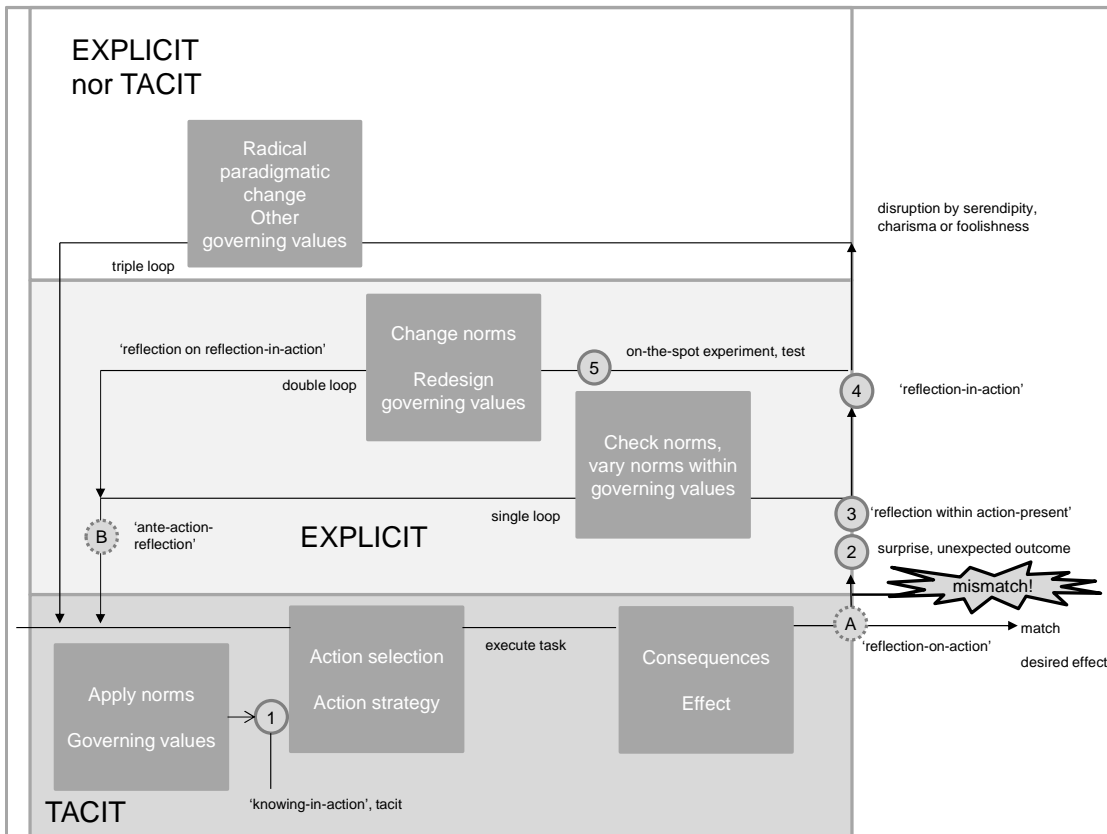 EXPLICIT
nor TACIT
Radical
paradigmatic
change
Other
governing values
disruption by serendipity,
charisma or foolishness
triple loop
Change norms
Redesign
governing values
‘reflection on reflection-in-action’
double loop
5
on-the-spot experiment, test
4
‘reflection-in-action’
Check norms,
vary norms within
governing values
single loop
3
‘reflection within action-present’
B
‘ante-action-
reflection’
EXPLICIT
2
surprise, unexpected outcome
mismatch!
A
match
‘reflection-on-action’
desired effect
Action selection
Action strategy
execute task
Consequences
Effect
Apply norms
Governing values
1
‘knowing-in-action’, tacit
TACIT